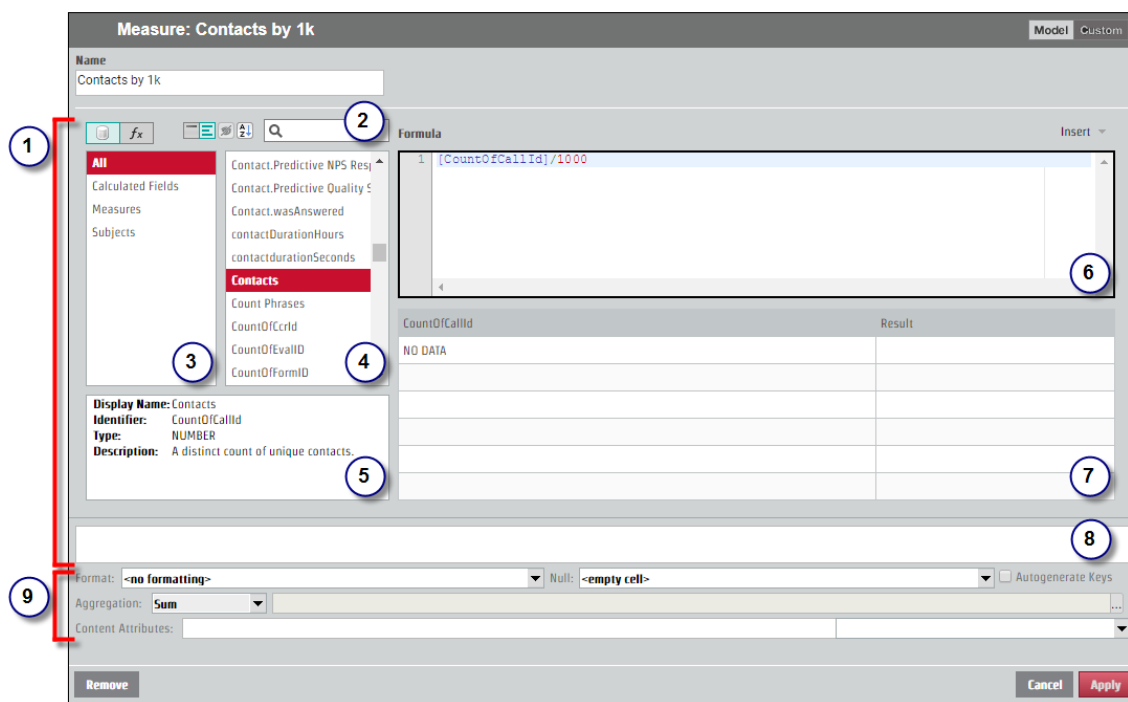 Measure: Contacts by 1k
Model Custom
Name
Contacts by 1k
1
fx
A Z
2
Formula
Insert
All
Calculated Fields
Measures
Subjects
3
Contact.Predictive NPS Res
Contact.Predictive Quality S
Contact.wasAnswered
contactDurationHours
contactdurationSeconds
Contacts
Count Phrases
CountOfCcrId
CountOfEvalID
CountOfFormID
4
1 [CountOfCallId]/1000
6
Display Name: Contacts
Identifier: CountOfCallId
Type: NUMBER
Description: A distinct count of unique contacts.
5
CountOfCallId Result
NO DATA
7
8
9
Format: <no formatting> Null: <empty cell> Autogenerate Keys
Aggregation: Sum ...
Content Attributes:
Remove Cancel Apply